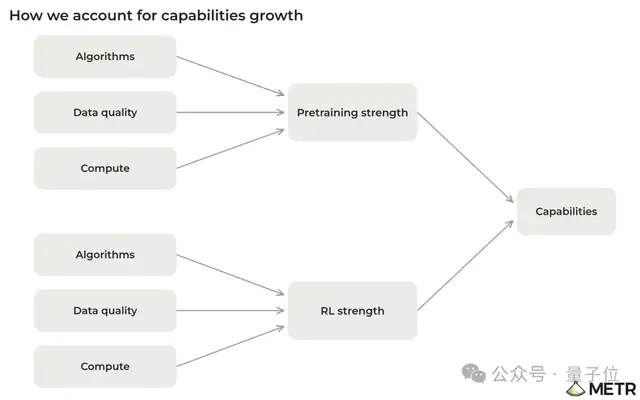 How we account for capabilities growth
Algorithms
Data quality
Compute
Pretraining strength
Capabilities
Algorithms
Data quality
Compute
RL strength
公众号 · 量子位
METR